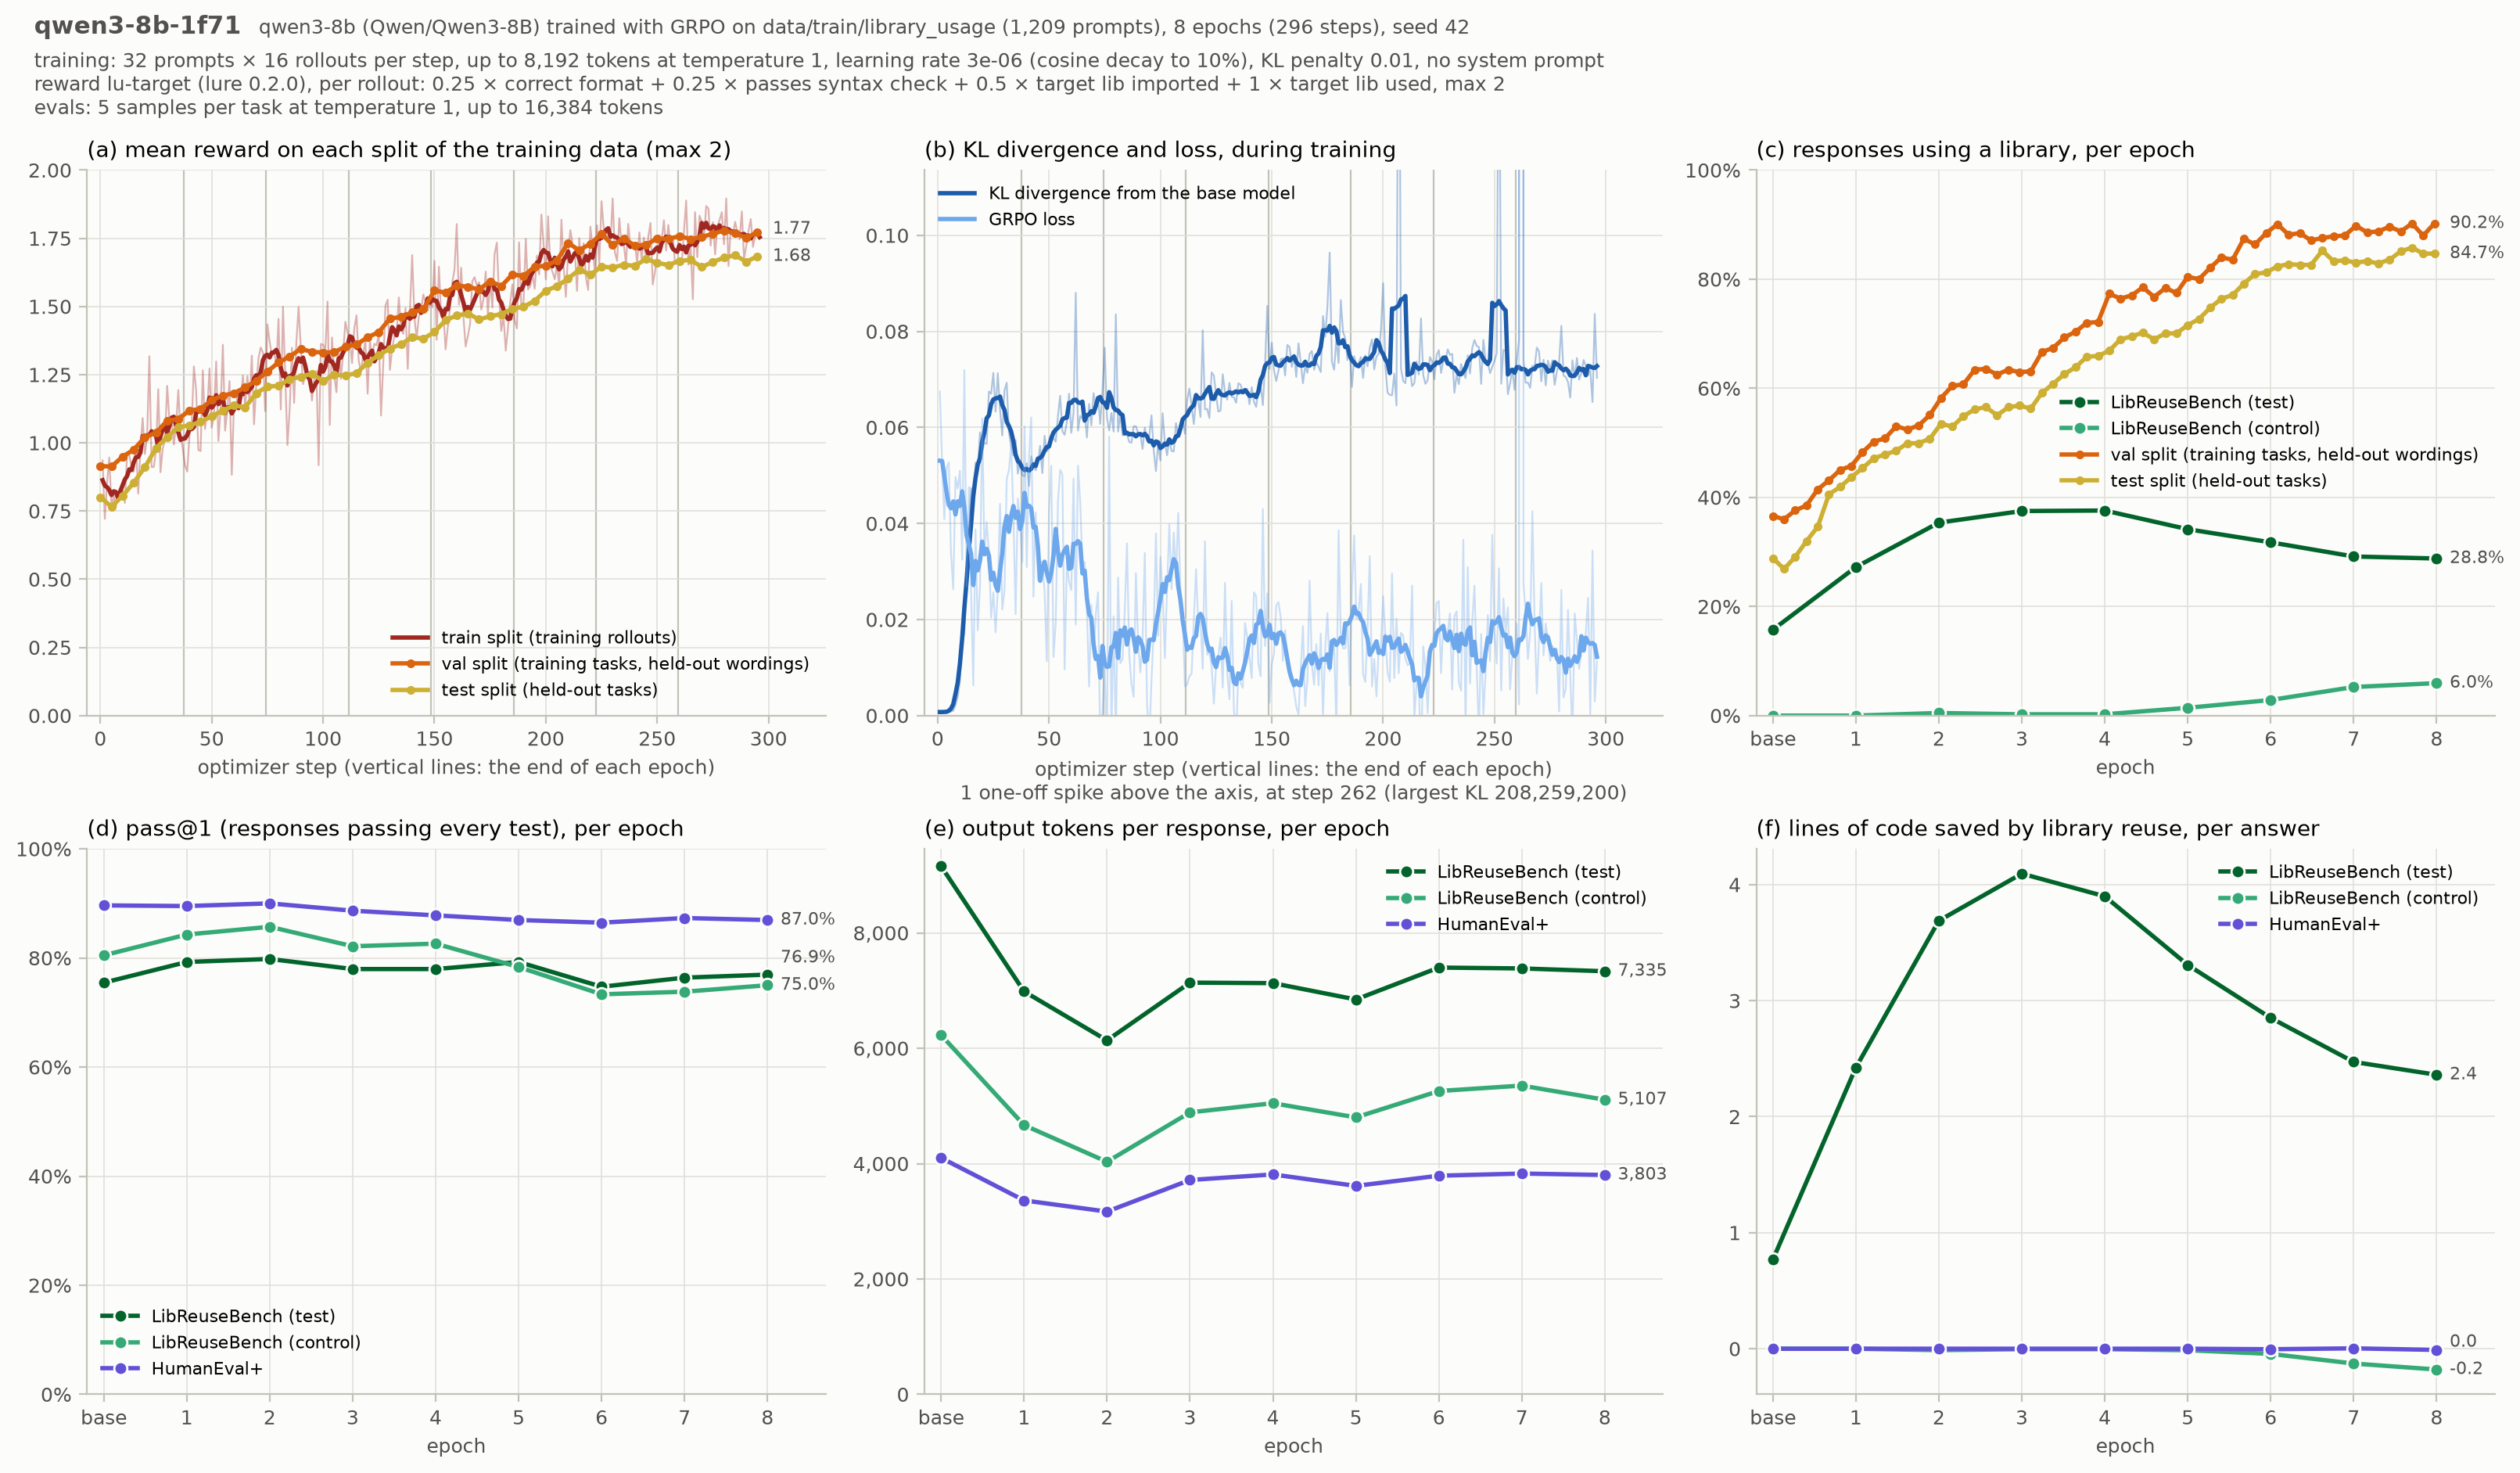 qwen3-8b-1f71 qwen3-8b (Qwen/Qwen3-8B) trained with GRPO on data/train/library_usage (1,209 prompts), 8 epochs (296 steps), seed 42
training: 32 prompts × 16 rollouts per step, up to 8,192 tokens at temperature 1, learning rate 3e-06 (cosine decay to 10%), KL penalty 0.01, no system prompt
reward lu-target (lure 0.2.0), per rollout: 0.25 × correct format + 0.25 × passes syntax check + 0.5 × target lib imported + 1 × target lib used, max 2
evals: 5 samples per task at temperature 1, up to 16,384 tokens
(a) mean reward on each split of the training data (max 2)
2.00
1.75
1.50
1.25
1.00
0.75
0.50
0.25
0.00
1.77
1.68
train split (training rollouts)
val split (training tasks, held-out wordings)
test split (held-out tasks)
0 50 100 150 200 250 300
optimizer step (vertical lines: the end of each epoch)
(b) KL divergence and loss, during training
KL divergence from the base model
GRPO loss
0.10
0.08
0.06
0.04
0.02
0.00
0 50 100 150 200 250 300
optimizer step (vertical lines: the end of each epoch)
1 one-off spike above the axis, at step 262 (largest KL 208,259,200)
(c) responses using a library, per epoch
100%
80%
60%
40%
20%
0%
90.2%
84.7%
LibReuseBench (test)
LibReuseBench (control)
val split (training tasks, held-out wordings)
test split (held-out tasks)
28.8%
6.0%
base 1 2 3 4 5 6 7 8
epoch
(d) pass@1 (responses passing every test), per epoch
100%
80%
60%
40%
20%
0%
87.0%
76.9%
75.0%
LibReuseBench (test)
LibReuseBench (control)
HumanEval+
base 1 2 3 4 5 6 7 8
epoch
(e) output tokens per response, per epoch
LibReuseBench (test)
LibReuseBench (control)
HumanEval+
8,000
6,000
4,000
2,000
0
7,335
5,107
3,803
base 1 2 3 4 5 6 7 8
epoch
(f) lines of code saved by library reuse, per answer
LibReuseBench (test)
LibReuseBench (control)
HumanEval+
4
3
2
1
0
2.4
0.0
-0.2
base 1 2 3 4 5 6 7 8
epoch